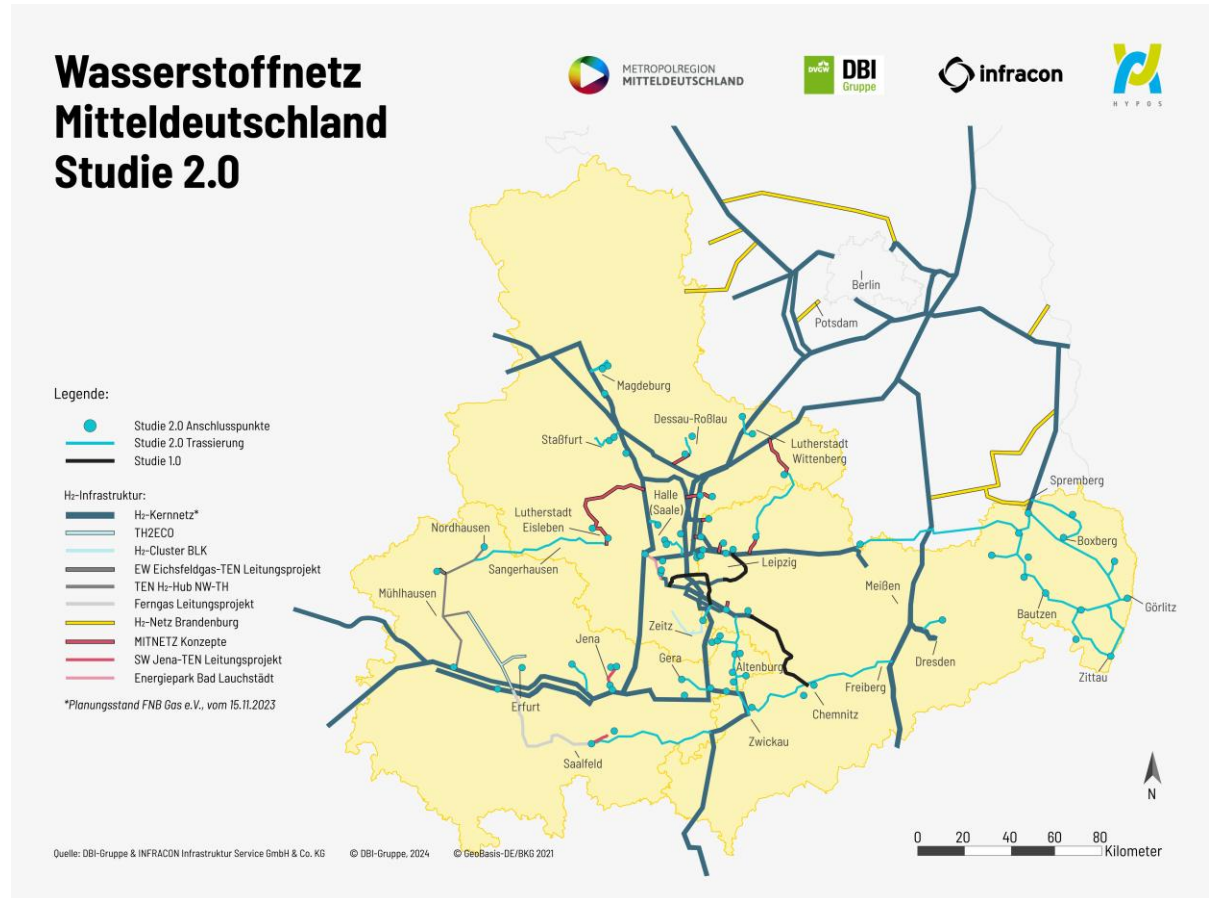 Wasserstoffnetz
Mitteldeutschland
Studie 2.0
METROPOLREGION
MITTELDEUTSCHLAND
DVGW
DBI
Gruppe
infracon
HYPOS
Berlin
Potsdam
Magdeburg
Dessau-Roßlau
Staßfurt
Lutherstadt
Wittenberg
Spremberg
Halle
(Saale)
Lutherstadt
Eisleben
Nordhausen
Boxberg
Sangerhausen
Leipzig
Meißen
Mühlhausen
Bautzen
Görlitz
Zeitz
Jena
Gera
Altenburg
Dresden
Zittau
Freiberg
Erfurt
Chemnitz
Zwickau
Saalfeld
Legende:
Studie 2.0 Anschlusspunkte
Studie 2.0 Trassierung
Studie 1.0
H₂-Infrastruktur:
H₂-Kernnetz*
TH2ECO
H₂-Cluster BLK
EW Eichsfeldgas-TEN Leitungsprojekt
TEN H₂-Hub NW-TH
Ferngas Leitungsprojekt
H₂-Netz Brandenburg
MITNETZ Konzepte
SW Jena-TEN Leitungsprojekt
Energiepark Bad Lauchstädt
*Planungsstand FNB Gas e.V., vom 15.11.2023
N
0 20 40 60 80
Kilometer
Quelle: DBI-Gruppe & INFRACON Infrastruktur Service GmbH & Co. KG © DBI-Gruppe, 2024 © GeoBasis-DE/BKG 2021